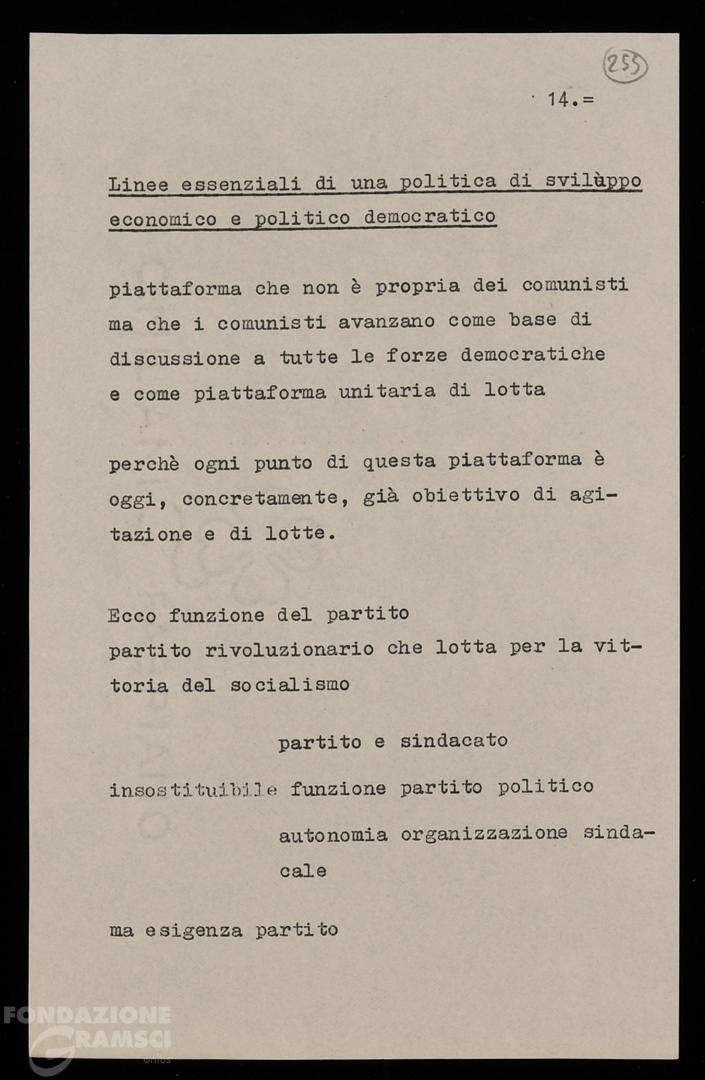 255
14.=
Linee essenziali di una politica di svilùppo
economico e politico democratico
piattaforma che non è propria dei comunisti
ma che i comunisti avanzano come base di
discussione a tutte le forze democratiche
e come piattaforma unitaria di lotta
perchè ogni punto di questa piattaforma è
oggi, concretamente, già obiettivo di agi-
tazione e di lotte.
Ecco funzione del partito
partito rivoluzionario che lotta per la vit-
toria del socialismo
partito e sindacato
insostituibile funzione partito politico
autonomia organizzazione sinda-
cale
ma esigenza partito
FONDAZIONE
GRAMSCI
onlus